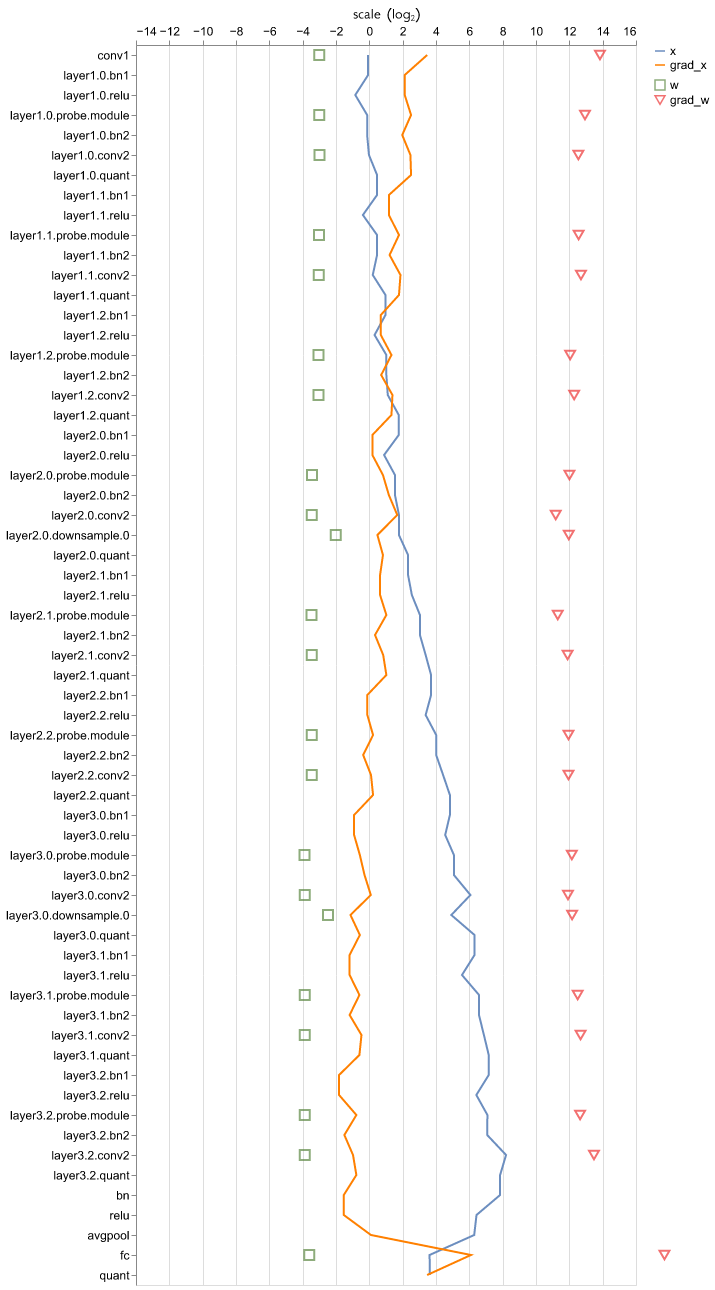 scale (log₂)
−14 −12 −10 −8 −6 −4 −2 0 2 4 6 8 10 12 14 16
x
grad_x
w
grad_w
conv1
layer1.0.bn1
layer1.0.relu
layer1.0.probe.module
layer1.0.bn2
layer1.0.conv2
layer1.0.quant
layer1.1.bn1
layer1.1.relu
layer1.1.probe.module
layer1.1.bn2
layer1.1.conv2
layer1.1.quant
layer1.2.bn1
layer1.2.relu
layer1.2.probe.module
layer1.2.bn2
layer1.2.conv2
layer1.2.quant
layer2.0.bn1
layer2.0.relu
layer2.0.probe.module
layer2.0.bn2
layer2.0.conv2
layer2.0.downsample.0
layer2.0.quant
layer2.1.bn1
layer2.1.relu
layer2.1.probe.module
layer2.1.bn2
layer2.1.conv2
layer2.1.quant
layer2.2.bn1
layer2.2.relu
layer2.2.probe.module
layer2.2.bn2
layer2.2.conv2
layer2.2.quant
layer3.0.bn1
layer3.0.relu
layer3.0.probe.module
layer3.0.bn2
layer3.0.conv2
layer3.0.downsample.0
layer3.0.quant
layer3.1.bn1
layer3.1.relu
layer3.1.probe.module
layer3.1.bn2
layer3.1.conv2
layer3.1.quant
layer3.2.bn1
layer3.2.relu
layer3.2.probe.module
layer3.2.bn2
layer3.2.conv2
layer3.2.quant
bn
relu
avgpool
fc
quant